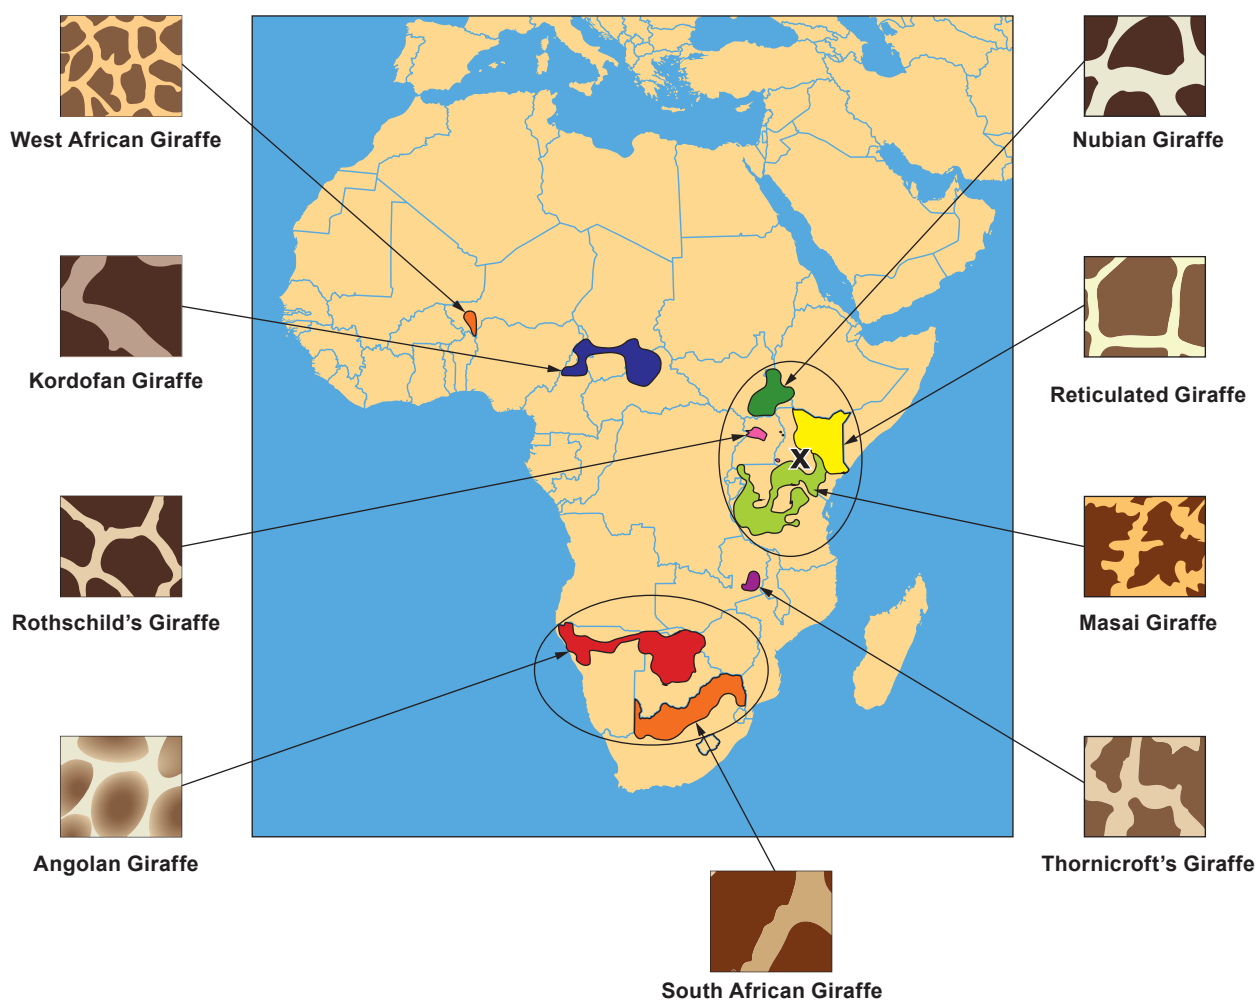 West African Giraffe
Nubian Giraffe
Kordofan Giraffe
Reticulated Giraffe
X
Rothschild’s Giraffe
Masai Giraffe
Angolan Giraffe
Thornicroft’s Giraffe
South African Giraffe